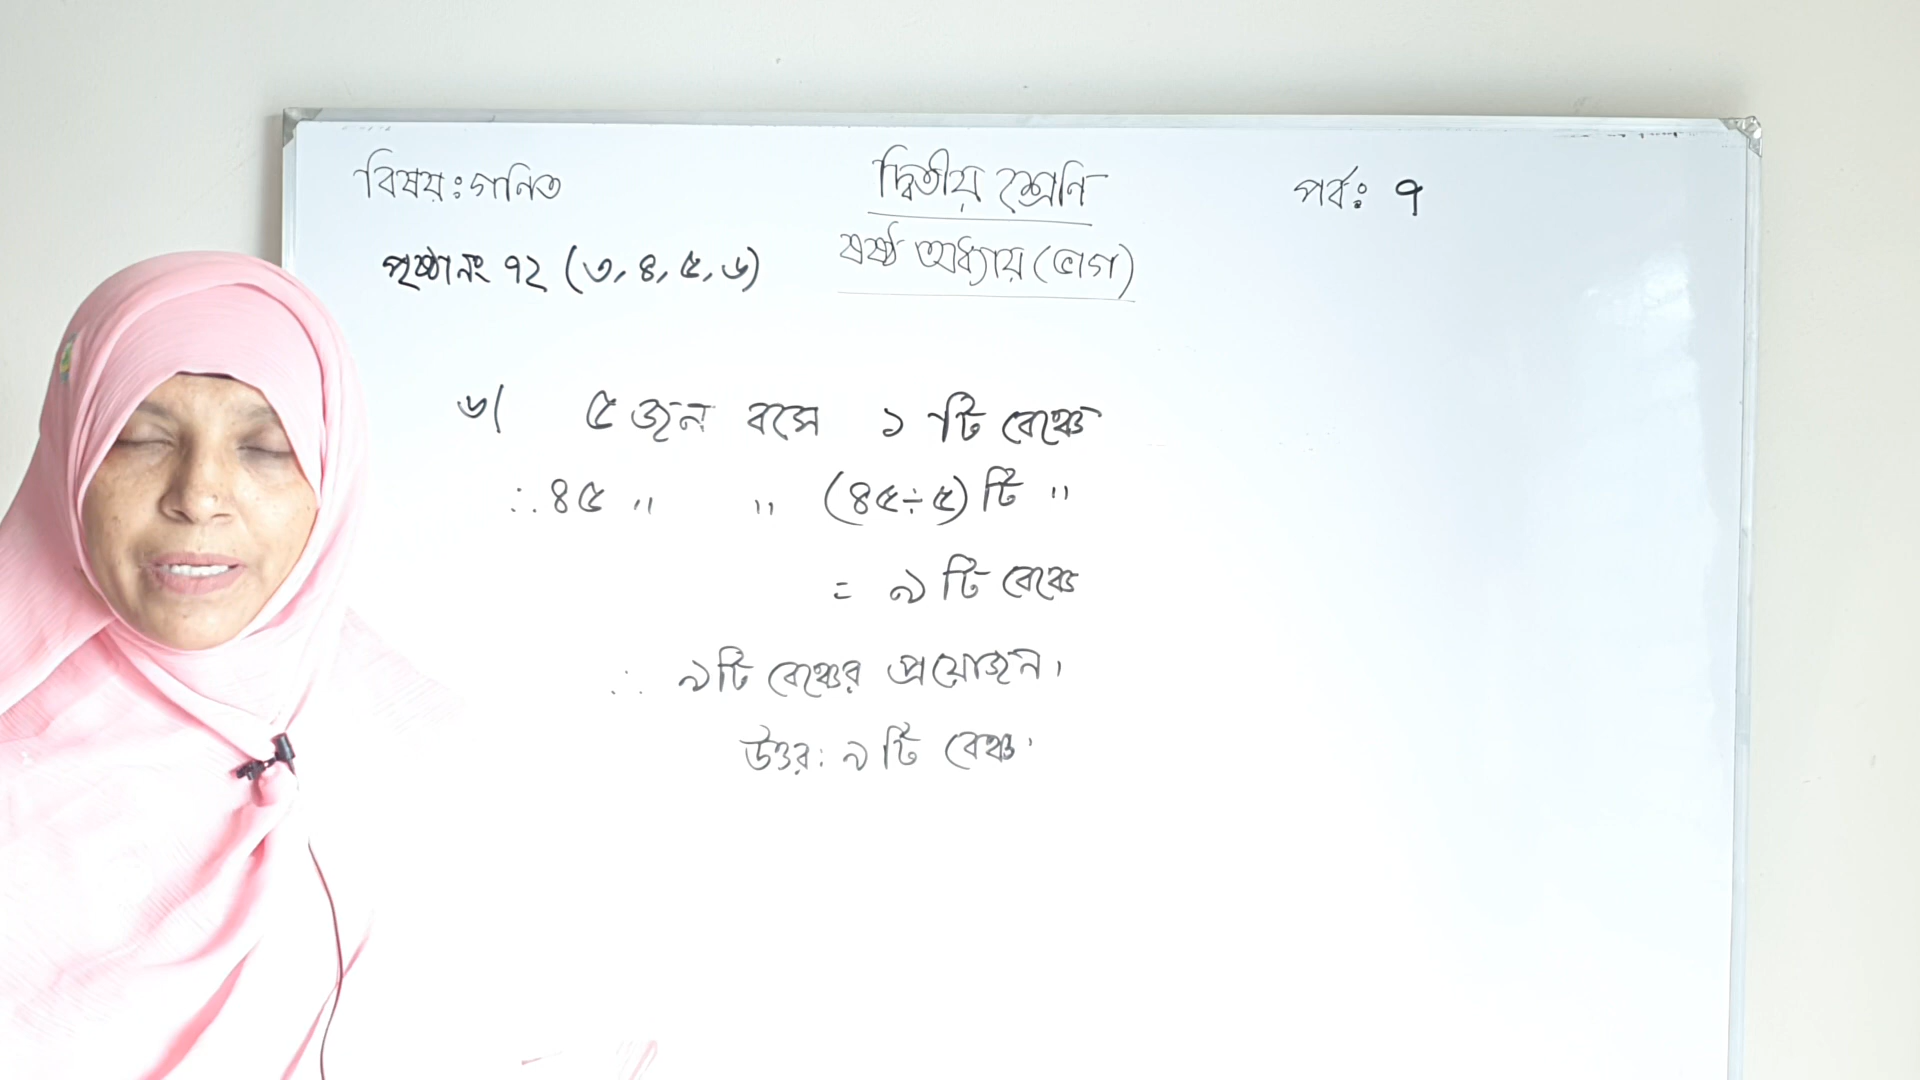 বিষয়ঃ গনিত
দ্বিতীয় শ্রেণি
পর্বঃ ৭
পৃষ্ঠা নং ৭২ (৩, ৪, ৫, ৬)
ষষ্ঠ অধ্যায় (ভাগ)
৬। ৫ জন বসে ১ টি বেঞ্চে
∴ ৪৫ " " (৪৫÷৫) টি "
= ৯ টি বেঞ্চে
∴ ৯টি বেঞ্চের প্রয়োজন।
উত্তর: ৯ টি বেঞ্চ।